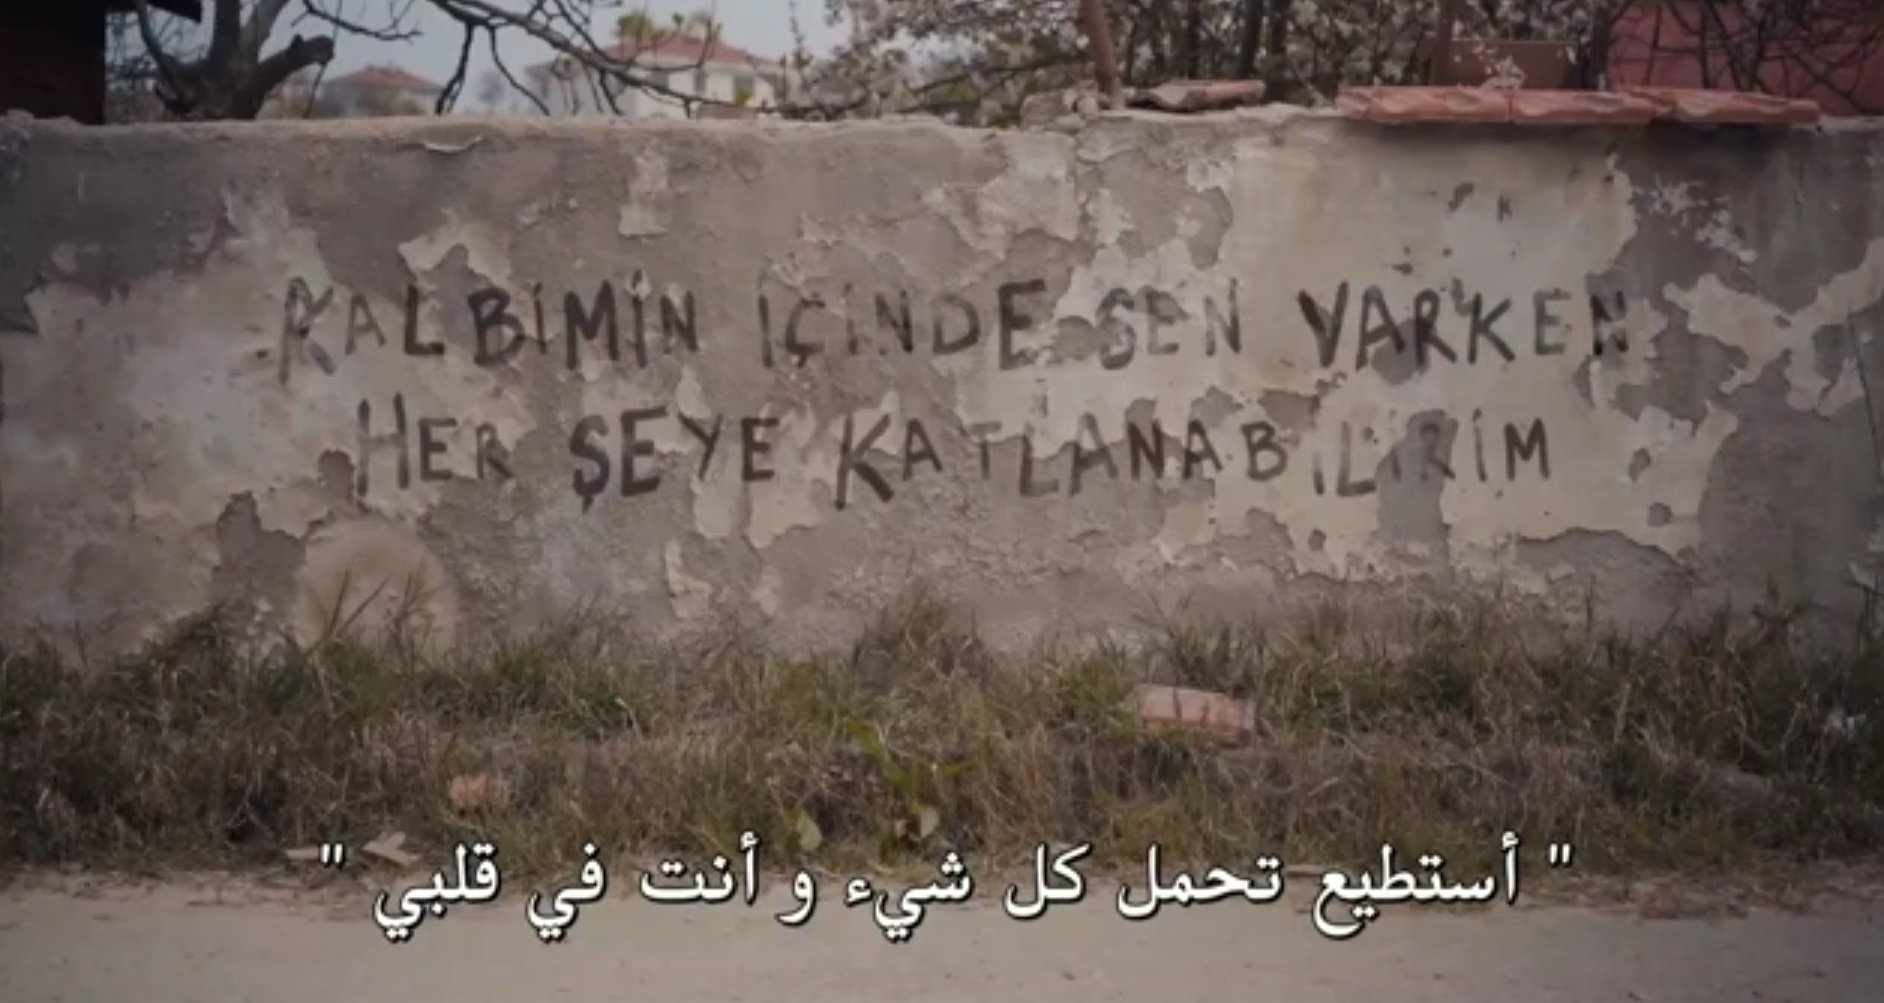 KALBİMİN İÇİNDE SEN VARKEN
HER ŞEYE KATLANABİLİRİM
" أستطيع تحمل كل شيء و أنت في قلبي "